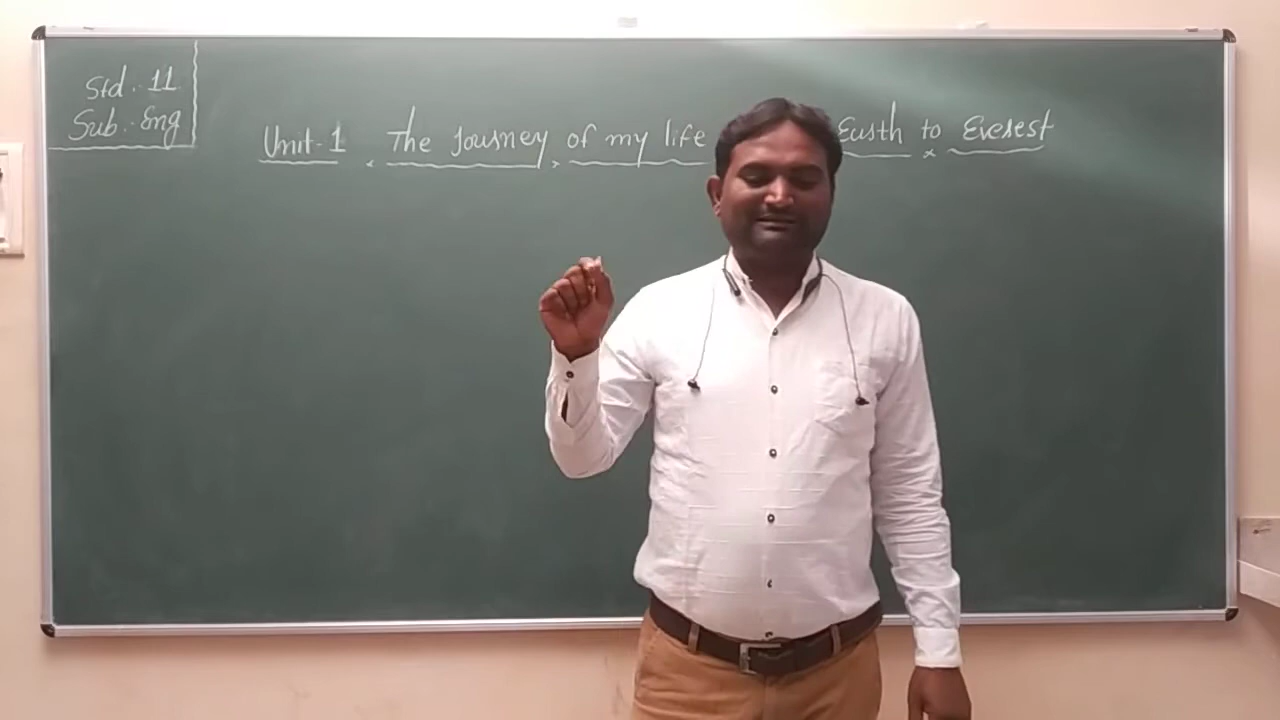 Std. : 11
Sub. : Eng
Unit - 1 The Journey of my life Earth to Everest